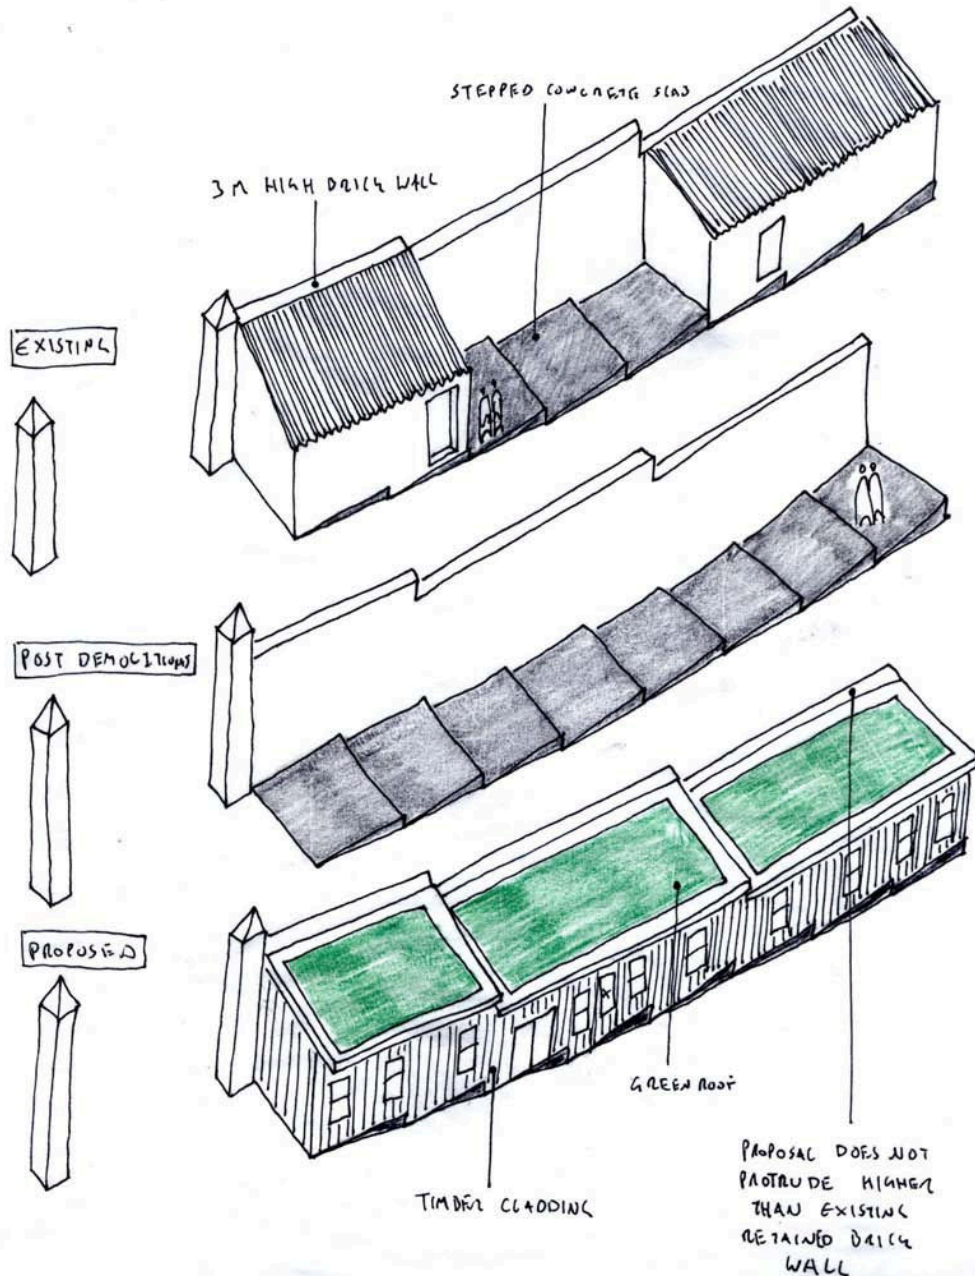 STEPPED CONCRETE SLAB
3M HIGH BRICK WALL
EXISTING
POST DEMOLITIONS
PROPOSED
GREEN ROOF
TIMBER CLADDING
PROPOSAL DOES NOT
PROTRUDE HIGHER
THAN EXISTING
RETAINED BRICK
WALL